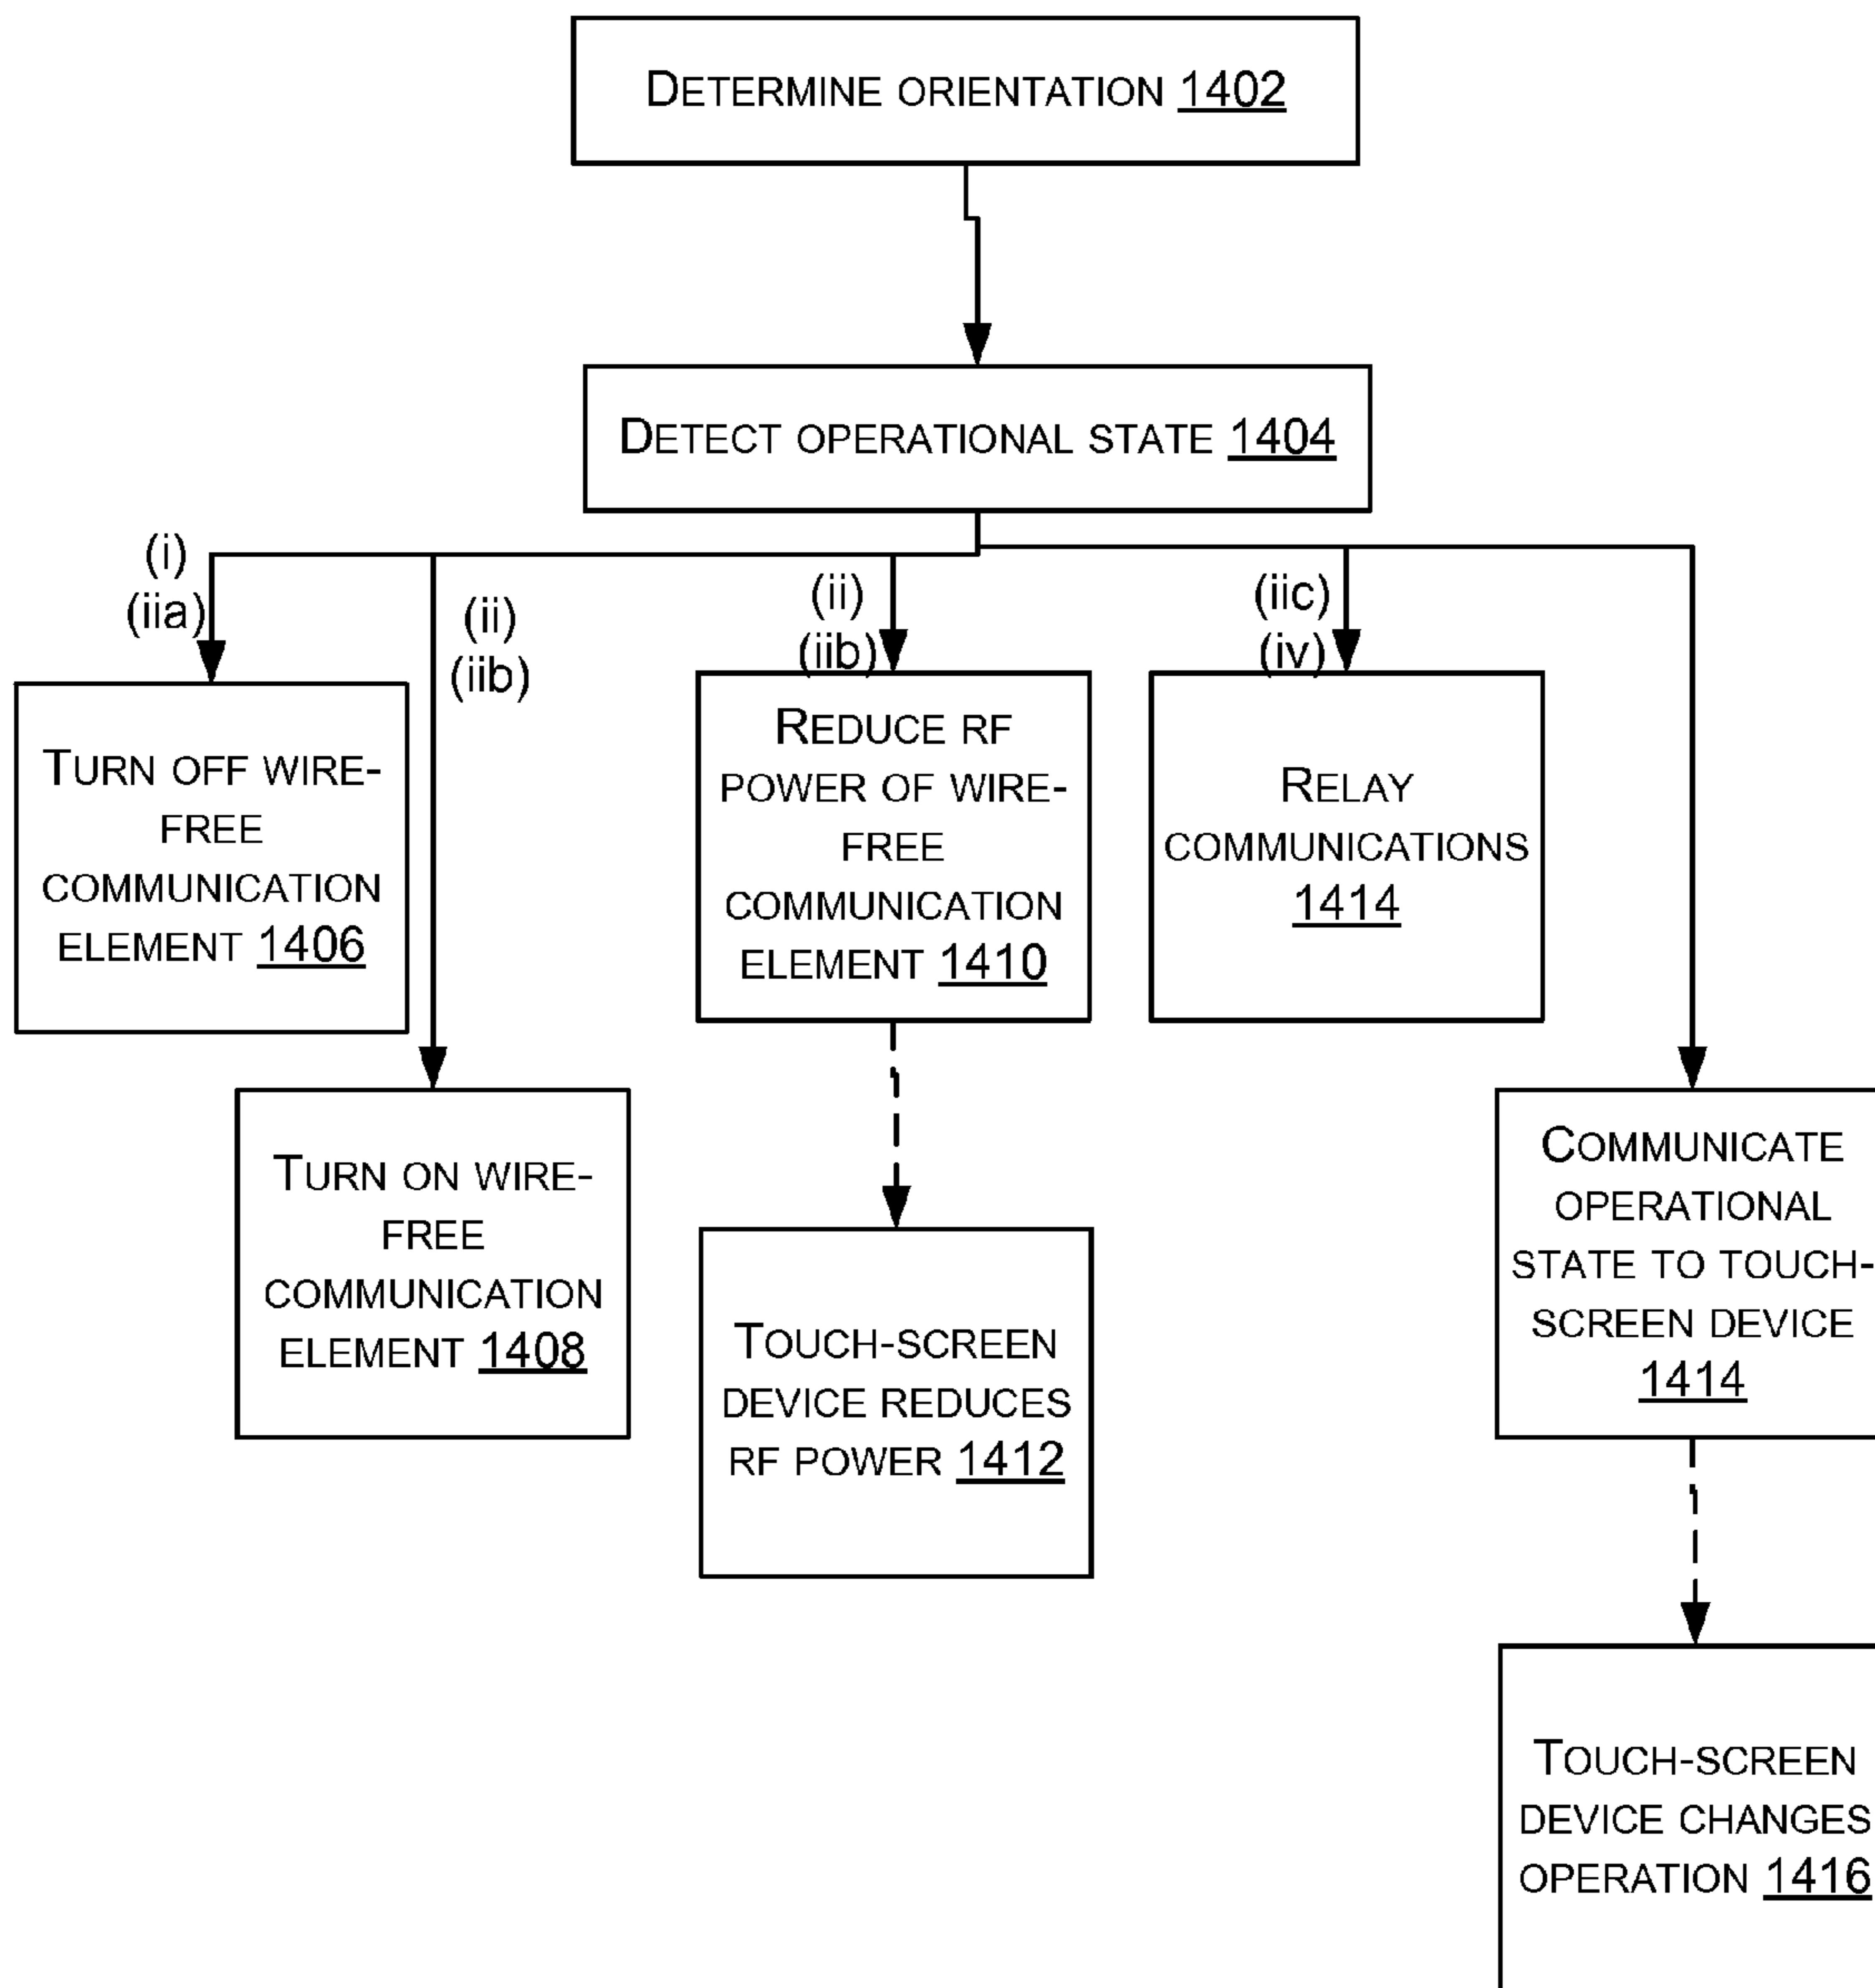 DETERMINE ORIENTATION 1402
DETECT OPERATIONAL STATE 1404
(i)
(iia)
(ii)
(iib)
(ii)
(iib)
(iic)
(iv)
TURN OFF WIRE-
FREE
COMMUNICATION
ELEMENT 1406
TURN ON WIRE-
FREE
COMMUNICATION
ELEMENT 1408
REDUCE RF
POWER OF WIRE-
FREE
COMMUNICATION
ELEMENT 1410
TOUCH-SCREEN
DEVICE REDUCES
RF POWER 1412
RELAY
COMMUNICATIONS
1414
COMMUNICATE
OPERATIONAL
STATE TO TOUCH-
SCREEN DEVICE
1414
TOUCH-SCREEN
DEVICE CHANGES
OPERATION 1416